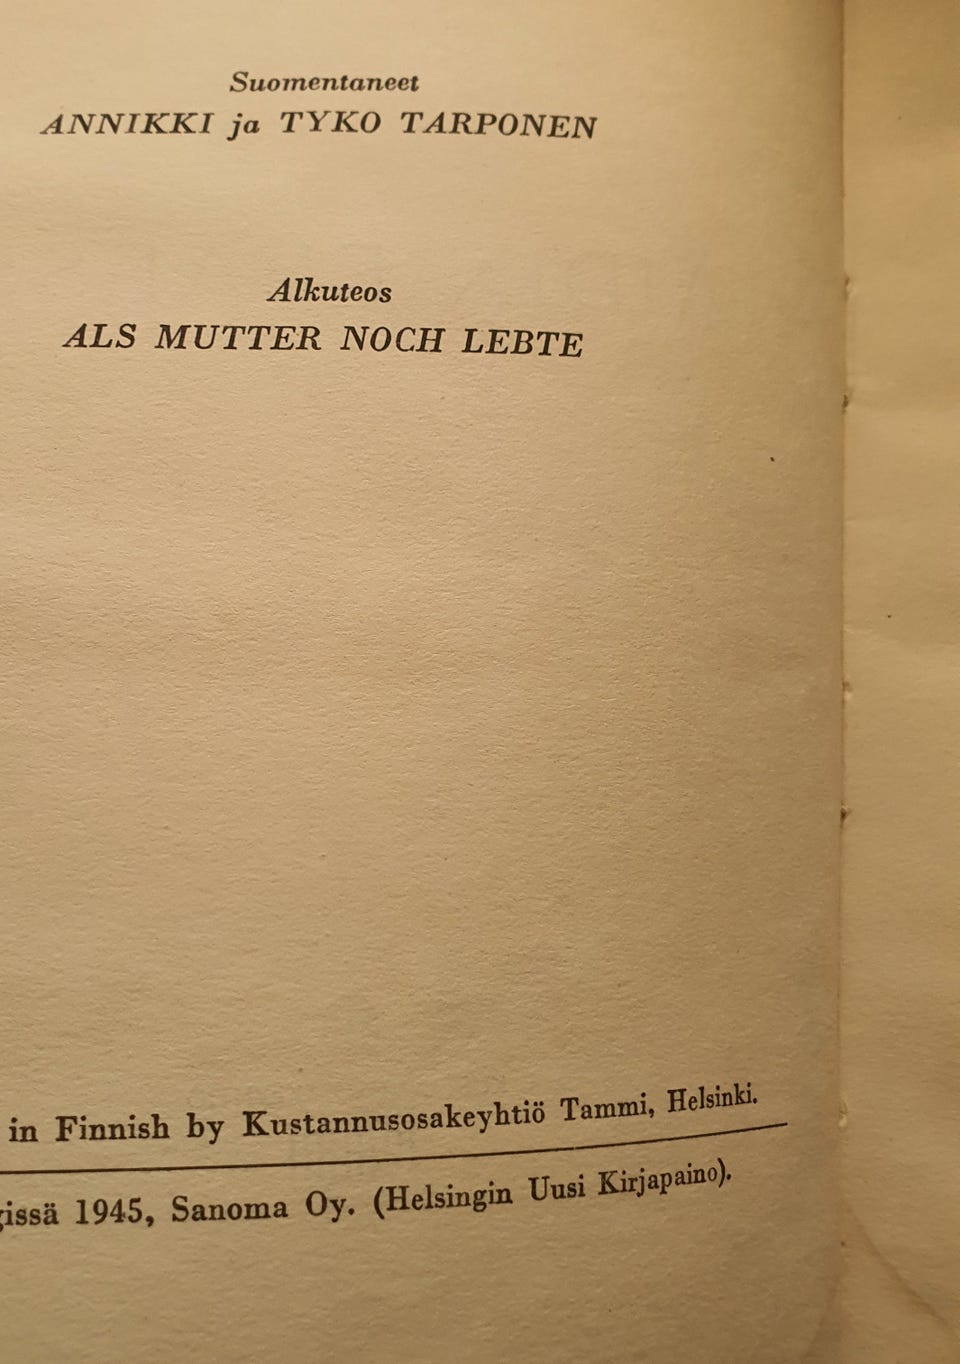 Suomentaneet
ANNIKKI ja TYKO TARPONEN
Alkuteos
ALS MUTTER NOCH LEBTE
in Finnish by Kustannusosakeyhtiö Tammi, Helsinki.
gissä 1945, Sanoma Oy. (Helsingin Uusi Kirjapaino).